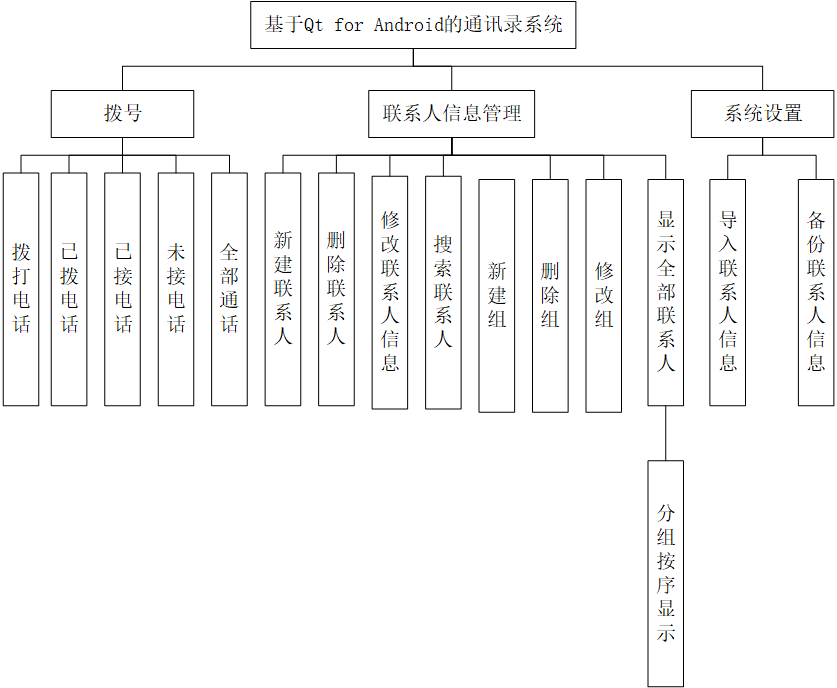 基于Qt for Android的通讯录系统
拨号
联系人信息管理
系统设置
拨打电话
已拨电话
已接电话
未接电话
全部通话
新建联系人
删除联系人
修改联系人信息
搜索联系人
新建组
删除组
修改组
显示全部联系人
导入联系人信息
备份联系人信息
分组按序显示